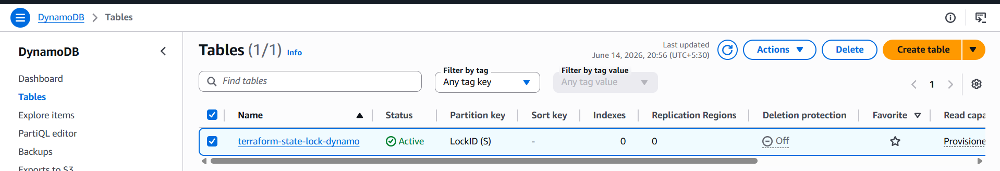 DynamoDB > Tables
DynamoDB
Dashboard
Tables
Explore items
PartiQL editor
Backups
Exports to S3
Tables (1/1) Info
Last updated
June 14, 2026, 20:56 (UTC+5:30)
Actions
Delete
Create table
Find tables
Filter by tag
Any tag key
Filter by tag value
Any tag value
1
Name Status Partition key Sort key Indexes Replication Regions Deletion protection Favorite Read capa
terraform-state-lock-dynamo Active LockID (S) - 0 0 Off Provisione